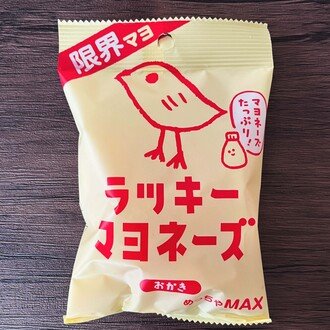 限界マヨ
マヨネーズ
たっぷり!
ラッキー
マヨネーズ
おかき
めっちゃMAX